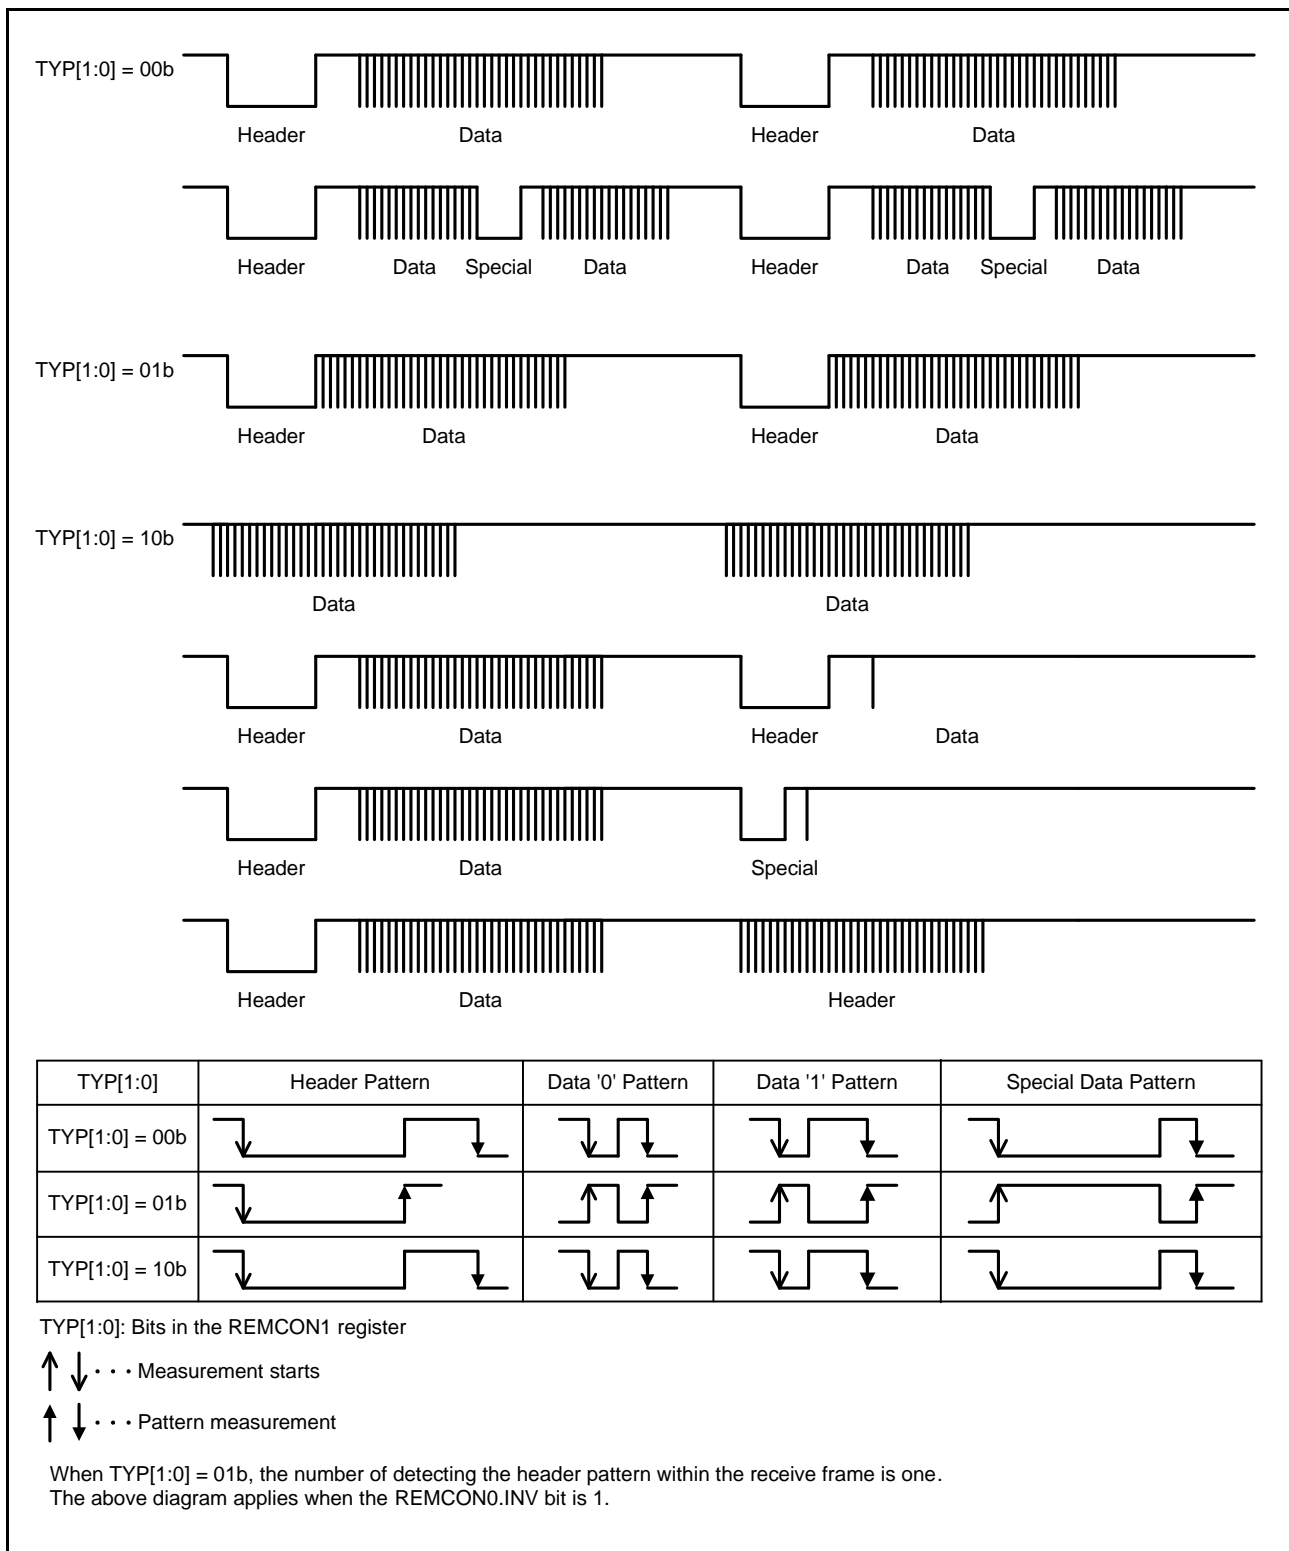 TYP[1:0] = 00b
Header Data Header Data
Header Data Special Data Header Data Special Data
TYP[1:0] = 01b
Header Data Header Data
TYP[1:0] = 10b
Data Data
Header Data Header Data
Header Data Special
Header Data Header
TYP[1:0] Header Pattern Data '0' Pattern Data '1' Pattern Special Data Pattern
TYP[1:0] = 00b
TYP[1:0] = 01b
TYP[1:0] = 10b
TYP[1:0]: Bits in the REMCON1 register
··· Measurement starts
··· Pattern measurement
When TYP[1:0] = 01b, the number of detecting the header pattern within the receive frame is one.
The above diagram applies when the REMCON0.INV bit is 1.